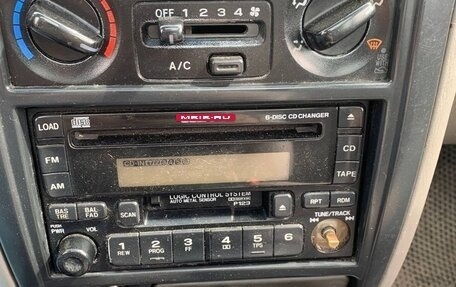 OFF 1 2 3 4
A/C
LOAD
6-DISC CD CHANGER
FM
CD
AM
TAPE
LOGIC CONTROL SYSTEM
AUTO METAL SENSOR
P123
BAS
TRE
BAL
FAD
SCAN
RPT
RDM
PUSH
PWR
VOL
TUNE/TRACK
1 2 3 4 5 6
REW PROG FF TPS